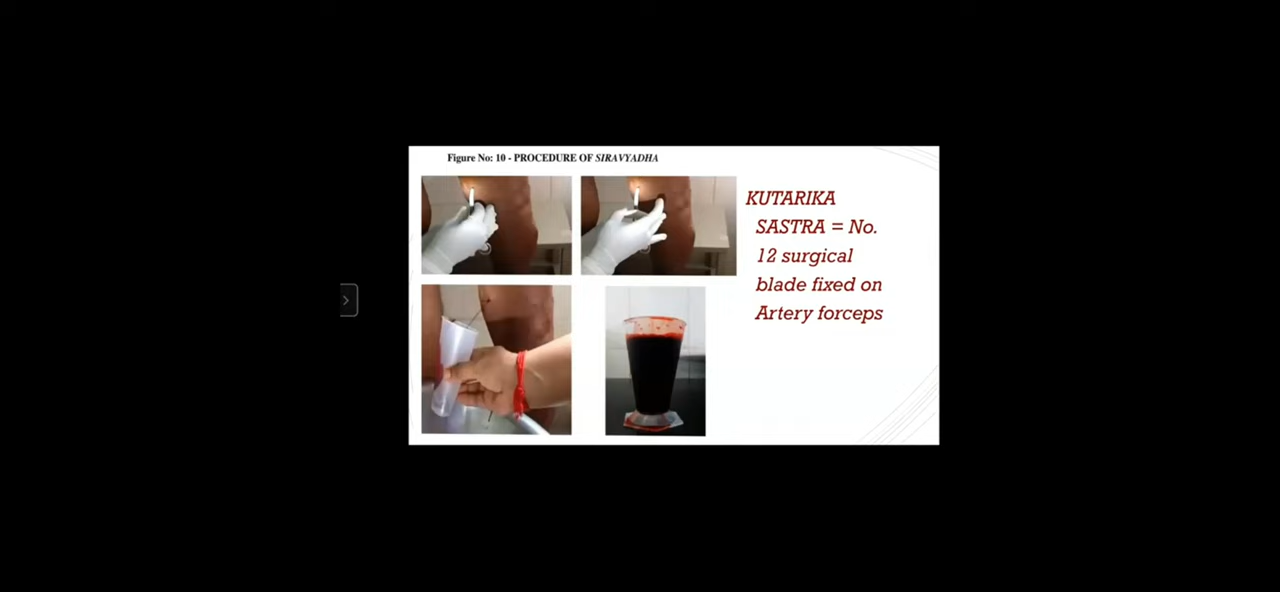 Figure No: 10 - PROCEDURE OF SIRAVYADHA
KUTARIKA
SASTRA = No.
12 surgical
blade fixed on
Artery forceps